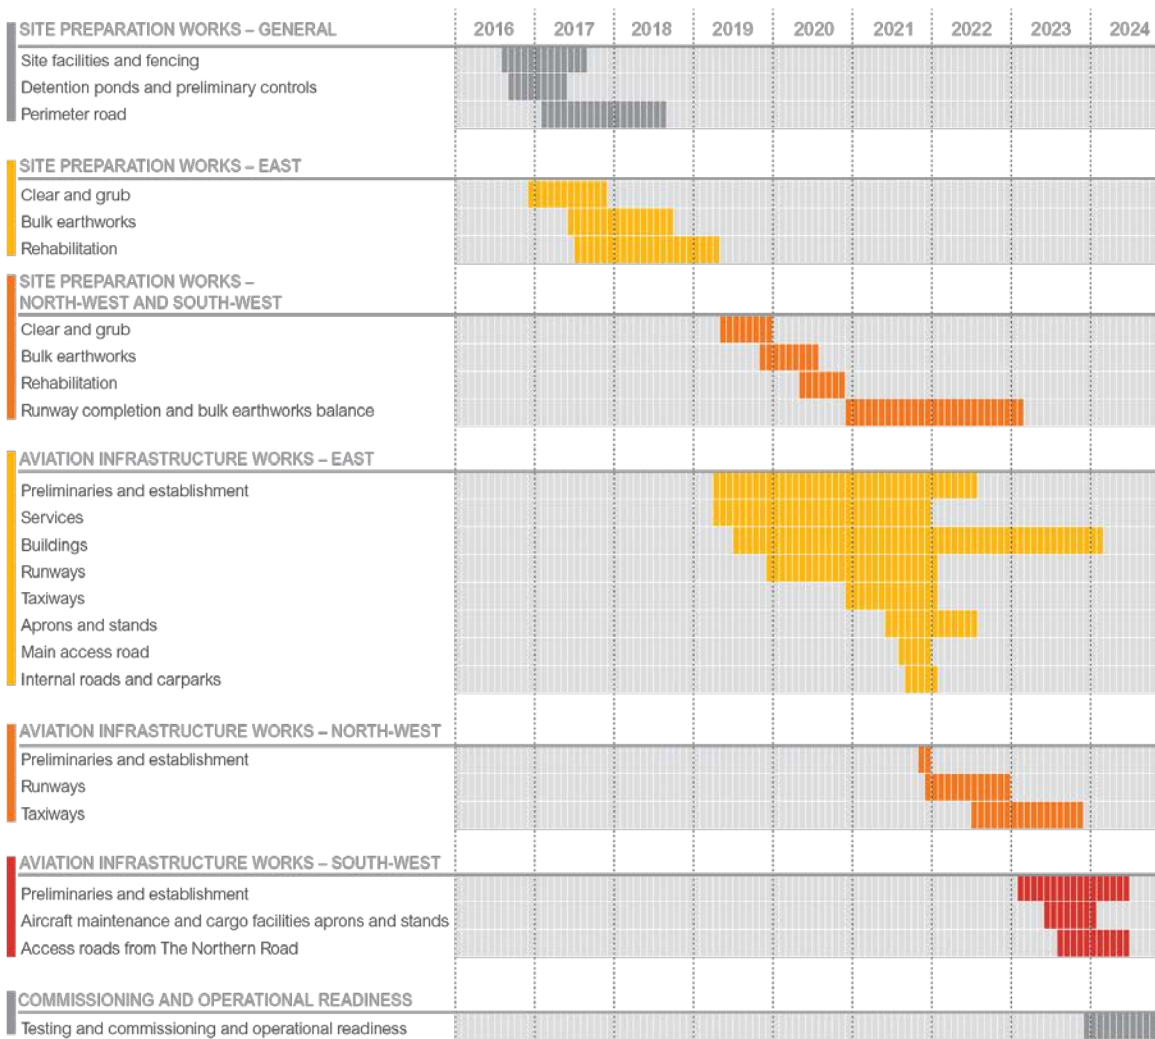 SITE PREPARATION WORKS – GENERAL 2016 2017 2018 2019 2020 2021 2022 2023 2024
Site facilities and fencing
Detention ponds and preliminary controls
Perimeter road
SITE PREPARATION WORKS – EAST
Clear and grub
Bulk earthworks
Rehabilitation
SITE PREPARATION WORKS –
NORTH-WEST AND SOUTH-WEST
Clear and grub
Bulk earthworks
Rehabilitation
Runway completion and bulk earthworks balance
AVIATION INFRASTRUCTURE WORKS – EAST
Preliminaries and establishment
Services
Buildings
Runways
Taxiways
Aprons and stands
Main access road
Internal roads and carparks
AVIATION INFRASTRUCTURE WORKS – NORTH-WEST
Preliminaries and establishment
Runways
Taxiways
AVIATION INFRASTRUCTURE WORKS – SOUTH-WEST
Preliminaries and establishment
Aircraft maintenance and cargo facilities aprons and stands
Access roads from The Northern Road
COMMISSIONING AND OPERATIONAL READINESS
Testing and commissioning and operational readiness